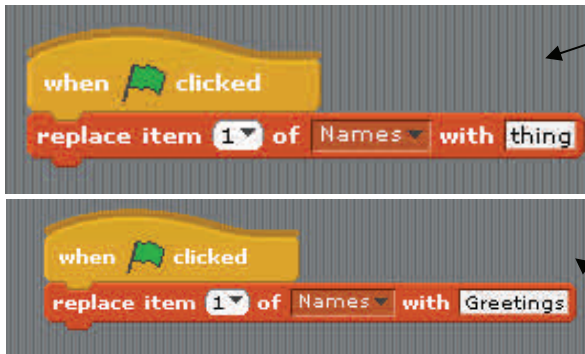 when clicked
replace item 1 of Names with thing
when clicked
replace item 1 of Names with Greetings